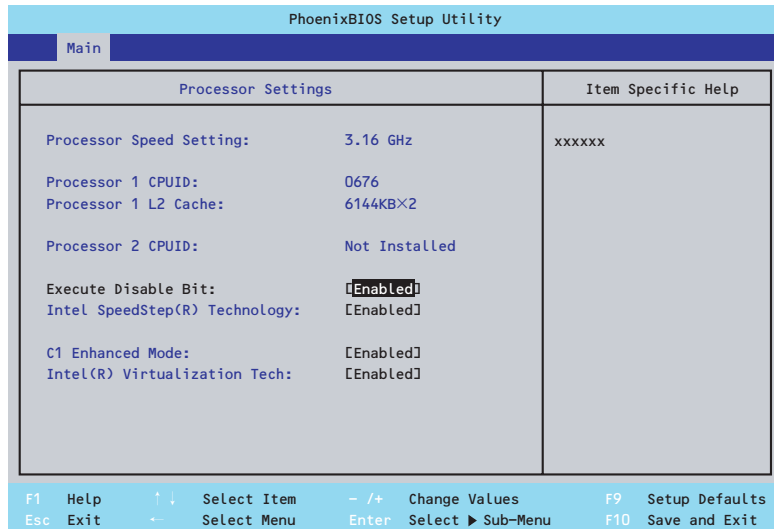 PhoenixBIOS Setup Utility
Main
Processor Settings
Item Specific Help
Processor Speed Setting: 3.16 GHz
xxxxxx
Processor 1 CPUID: 0676
Processor 1 L2 Cache: 6144KB×2
Processor 2 CPUID: Not Installed
Execute Disable Bit: [Enabled]
Intel SpeedStep(R) Technology: [Enabled]
C1 Enhanced Mode: [Enabled]
Intel(R) Virtualization Tech: [Enabled]
F1 Help ↑↓ Select Item - /+ Change Values F9 Setup Defaults
Esc Exit ← Select Menu Enter Select ▶ Sub-Menu F10 Save and Exit